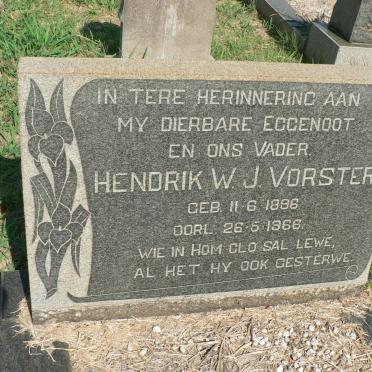 IN TERE HERINNERING AAN
MY DIERBARE EGGENOOT
EN ONS VADER
HENDRIK W. J. VORSTER
GEB. 11-6-1896
OORL. 26-5-1966.
WIE IN HOM GLO SAL LEWE,
AL HET HY OOK GESTERWE.